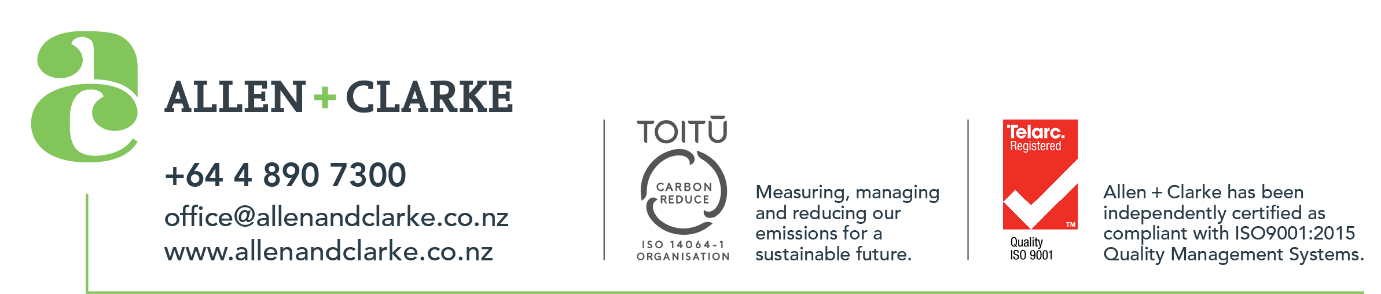 ac
ALLEN + CLARKE
+64 4 890 7300
office@allenandclarke.co.nz
www.allenandclarke.co.nz
TOITŪ
CARBON
REDUCE
ISO 14064-1
ORGANISATION
Measuring, managing
and reducing our
emissions for a
sustainable future.
Telarc.
Registered
TM
Quality
ISO 9001
Allen + Clarke has been
independently certified as
compliant with ISO9001:2015
Quality Management Systems.